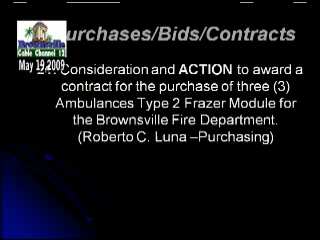 urchases/Bids/Contracts
Brownsville
Cable Channel 12
May 19,2009
Consideration and ACTION to award a
contract for the purchase of three (3)
Ambulances Type 2 Frazer Module for
the Brownsville Fire Department.
(Roberto C. Luna –Purchasing)